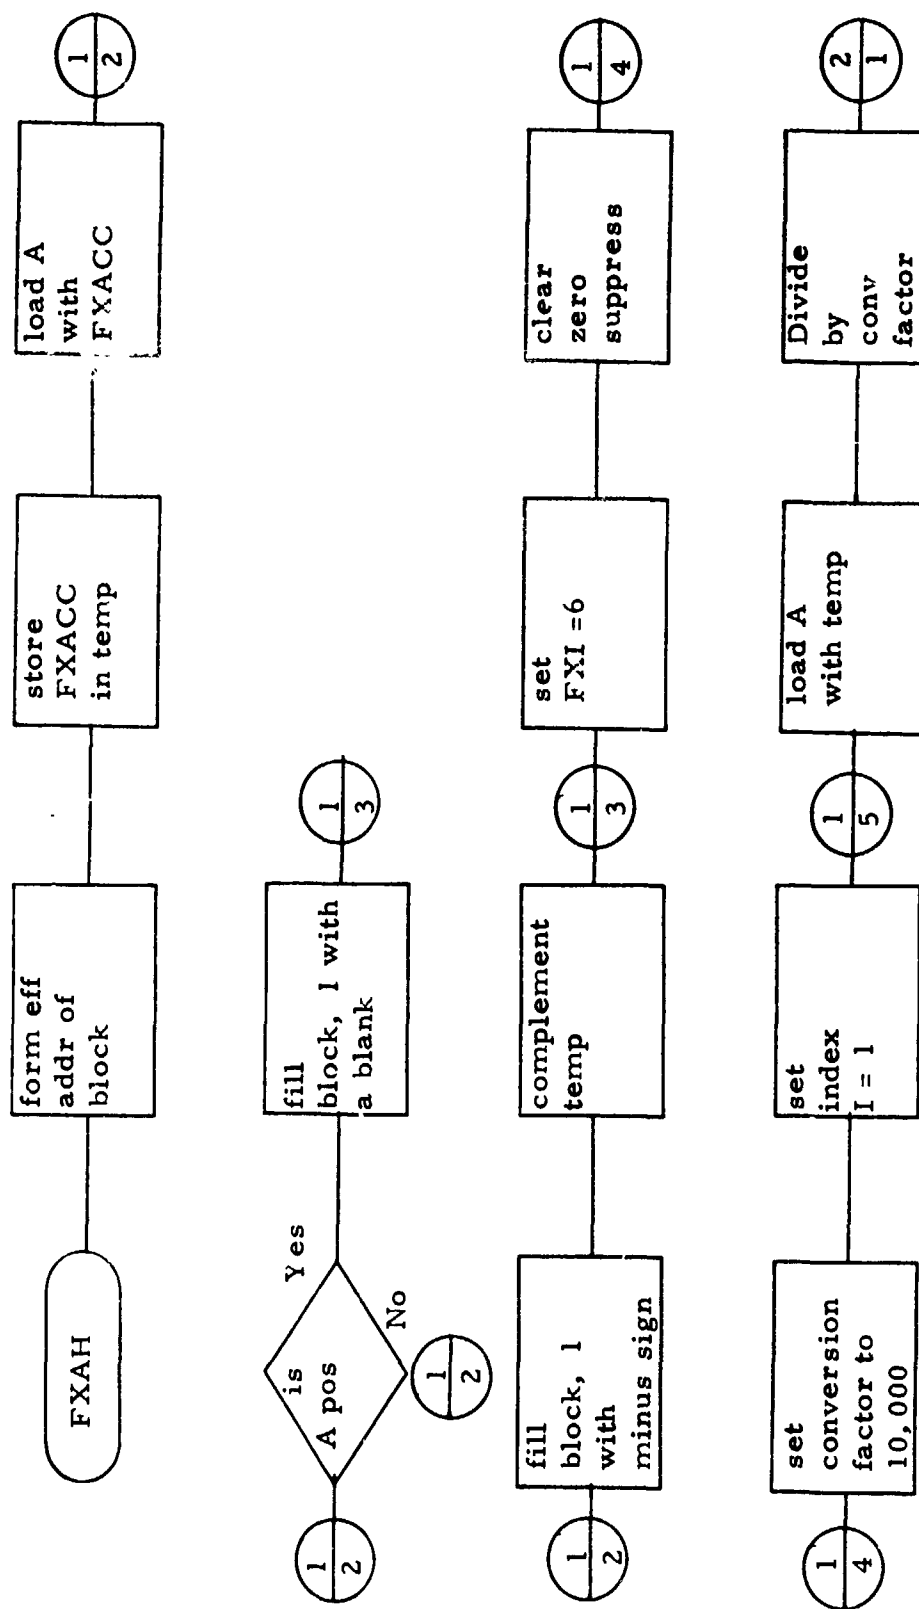 FXAH
form eff
addr of
block
store
FXACC
in temp
load A
with
FXACC
1
2
1
2
is
A pos
Yes
No
1
2
fill
block, 1 with
a blank
1
3
1
2
fill
block, 1
with
minus sign
complement
temp
1
3
set
FXI =6
clear
zero
suppress
1
4
1
4
set
conversion
factor to
10,000
set
index
I = 1
1
5
load A
with temp
Divide
by
conv
factor
2
1